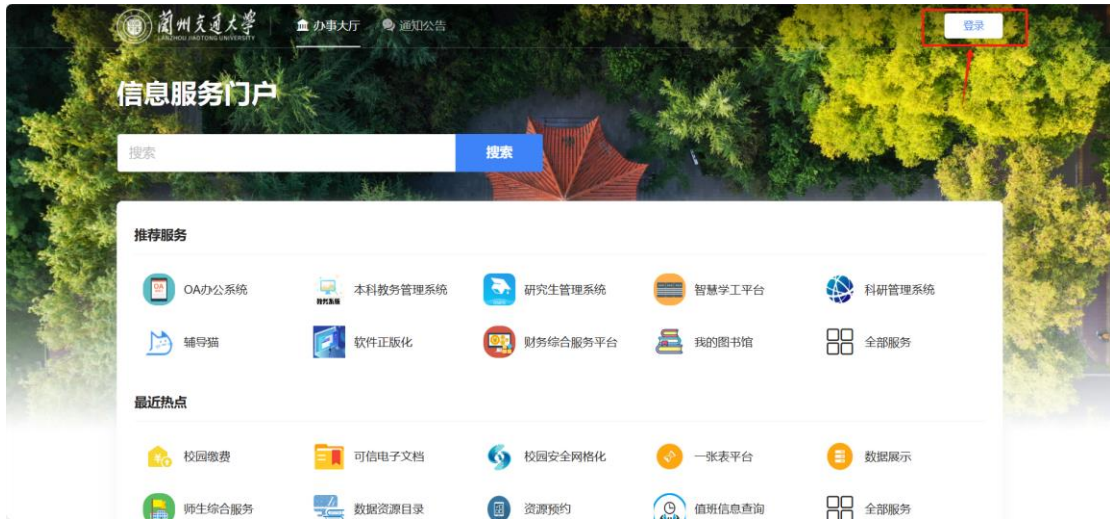 蘭州交通大學
LANZHOU JIAOTONG UNIVERSITY
办事大厅
通知公告
登录
信息服务门户
搜索
搜索
推荐服务
OA办公系统
本科教务管理系统
研究生管理系统
智慧学工平台
科研管理系统
辅导猫
软件正版化
财务综合服务平台
我的图书馆
全部服务
最近热点
校园缴费
可信电子文档
校园安全网格化
一张表平台
数据展示
师生综合服务
数据资源目录
资源预约
值班信息查询
全部服务